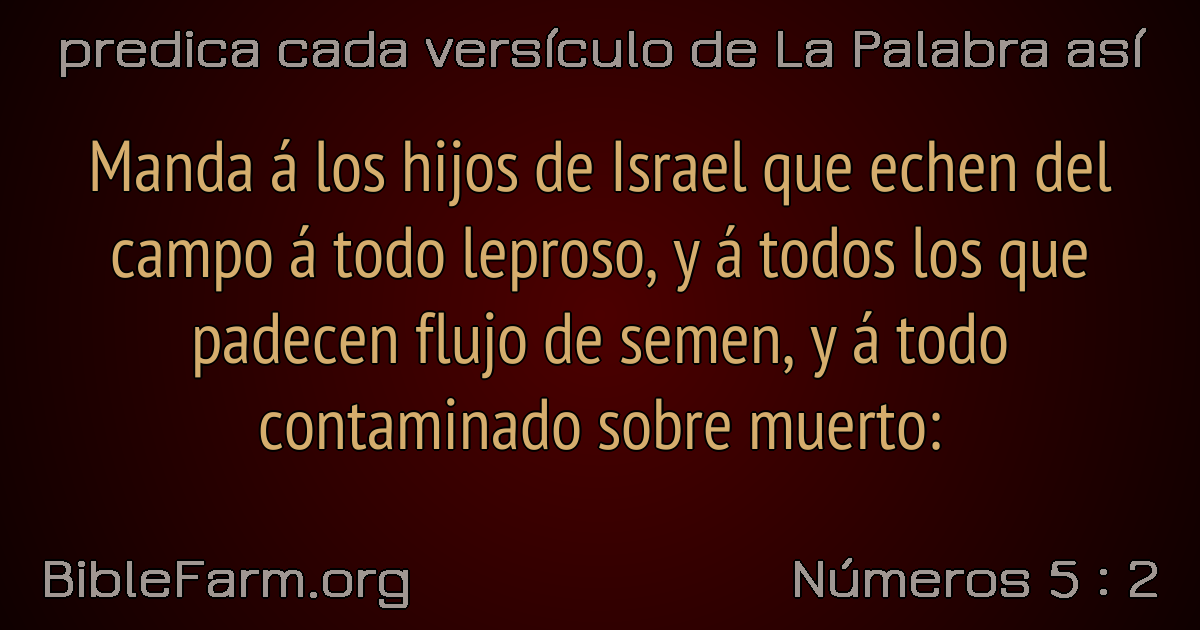 predica cada versículo de La Palabra así
Manda á los hijos de Israel que echen del
campo á todo leproso, y á todos los que
padecen flujo de semen, y á todo
contaminado sobre muerto:
BibleFarm.org
Números 5 : 2